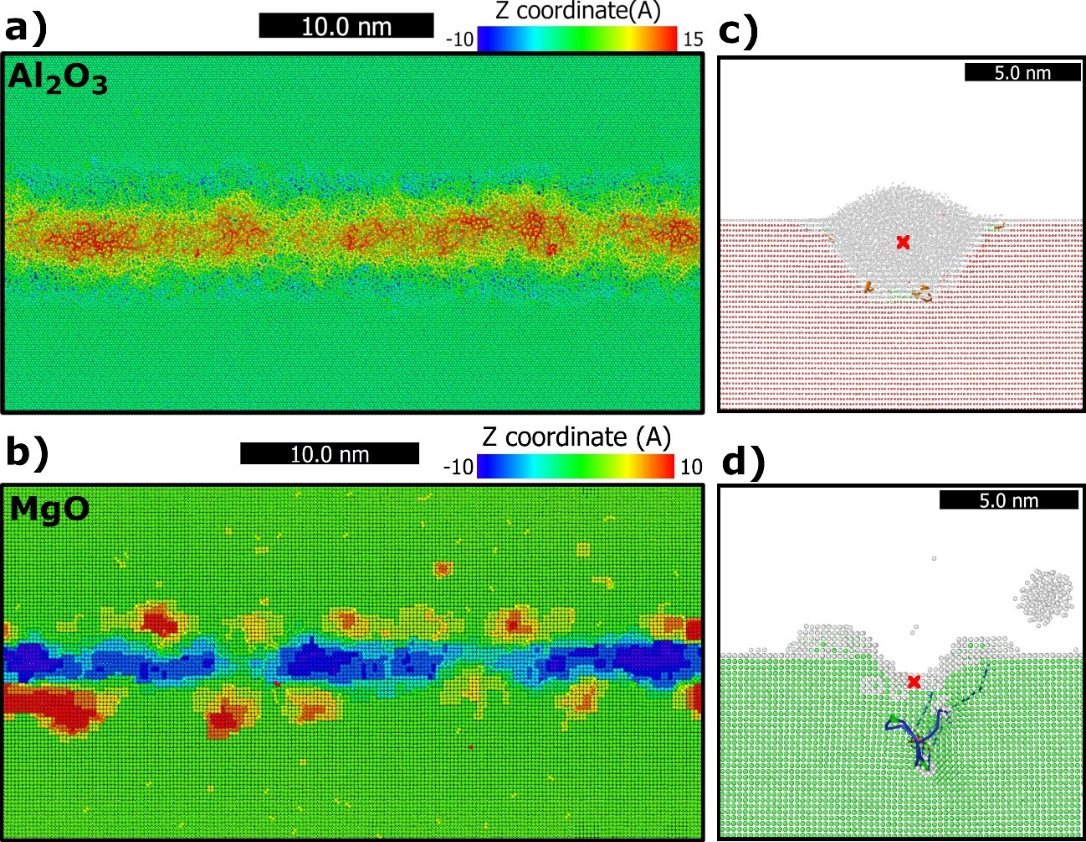 a)
10.0 nm
Z coordinate(A)
-10
15
Al₂O₃
c)
5.0 nm
b)
10.0 nm
Z coordinate (A)
-10
10
MgO
d)
5.0 nm